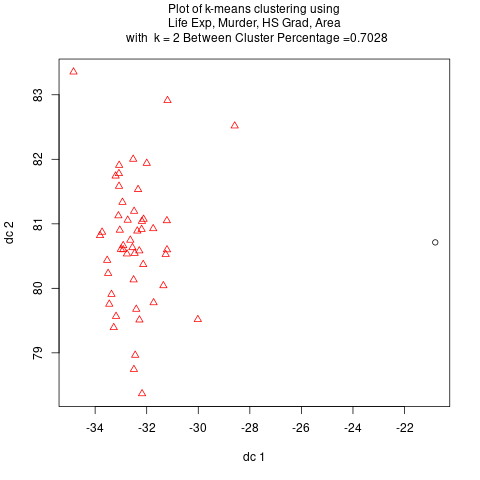 Plot of k-means clustering using
Life Exp, Murder, HS Grad, Area
with  k = 2 Between Cluster Percentage =0.7028
83
82
81
80
79
dc 2
-34
-32
-30
-28
-26
-24
-22
dc 1